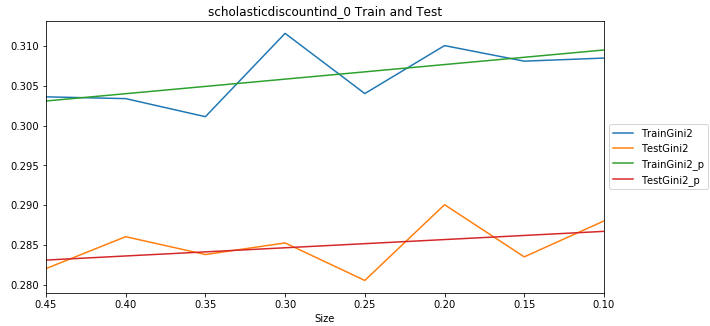 scholasticdiscountind_0 Train and Test
0.310
0.305
0.300
0.295
0.290
0.285
0.280
0.45 0.40 0.35 0.30 0.25 0.20 0.15 0.10
Size
TrainGini2
TestGini2
TrainGini2_p
TestGini2_p